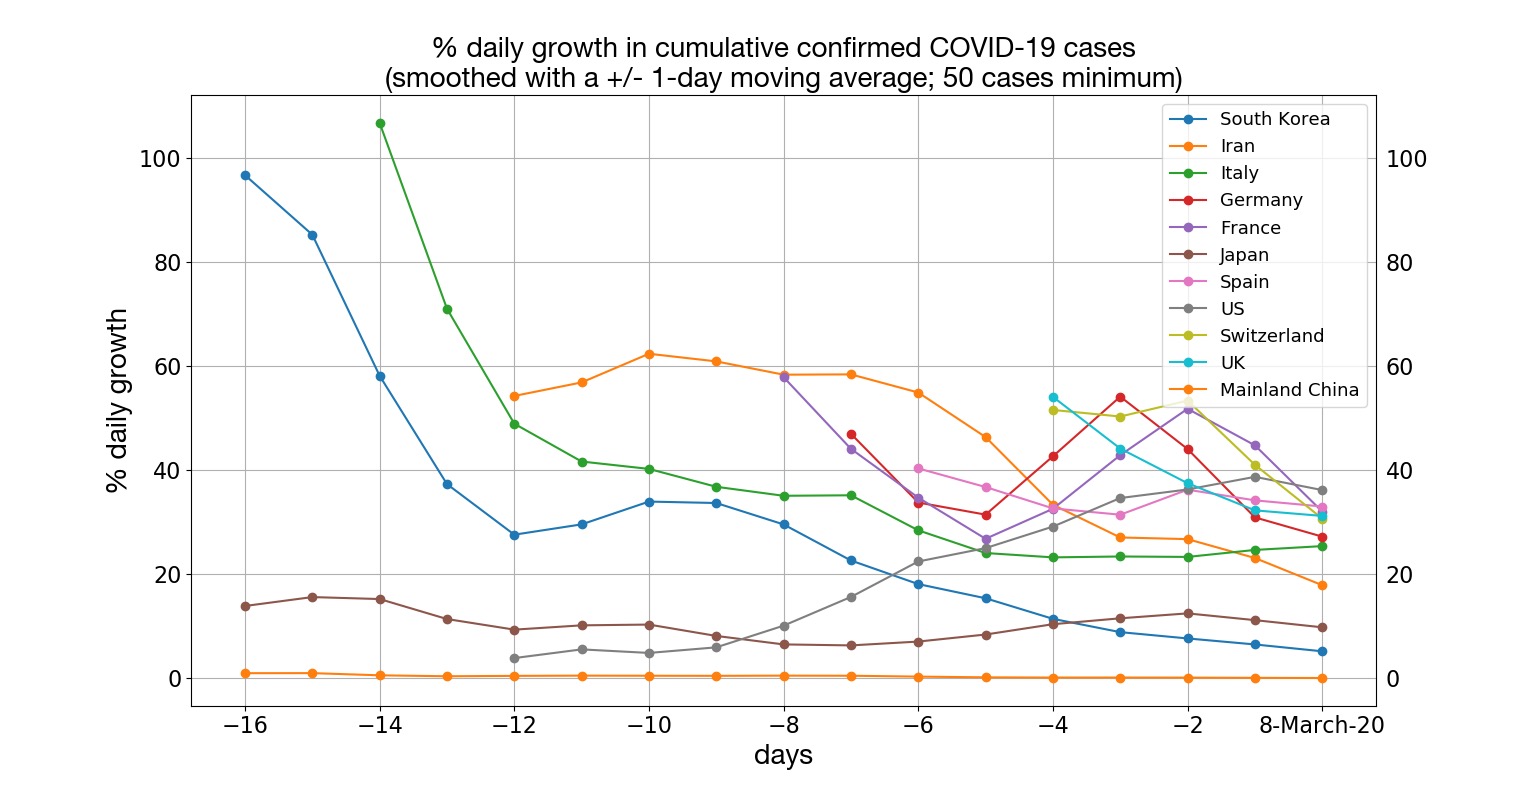 % daily growth in cumulative confirmed COVID-19 cases
(smoothed with a +/- 1-day moving average; 50 cases minimum)
% daily growth
100
80
60
40
20
0
South Korea
Iran
Italy
Germany
France
Japan
Spain
US
Switzerland
UK
Mainland China
100
80
60
40
20
0
−16
−14
−12
−10
−8
−6
−4
−2
8-March-20
days